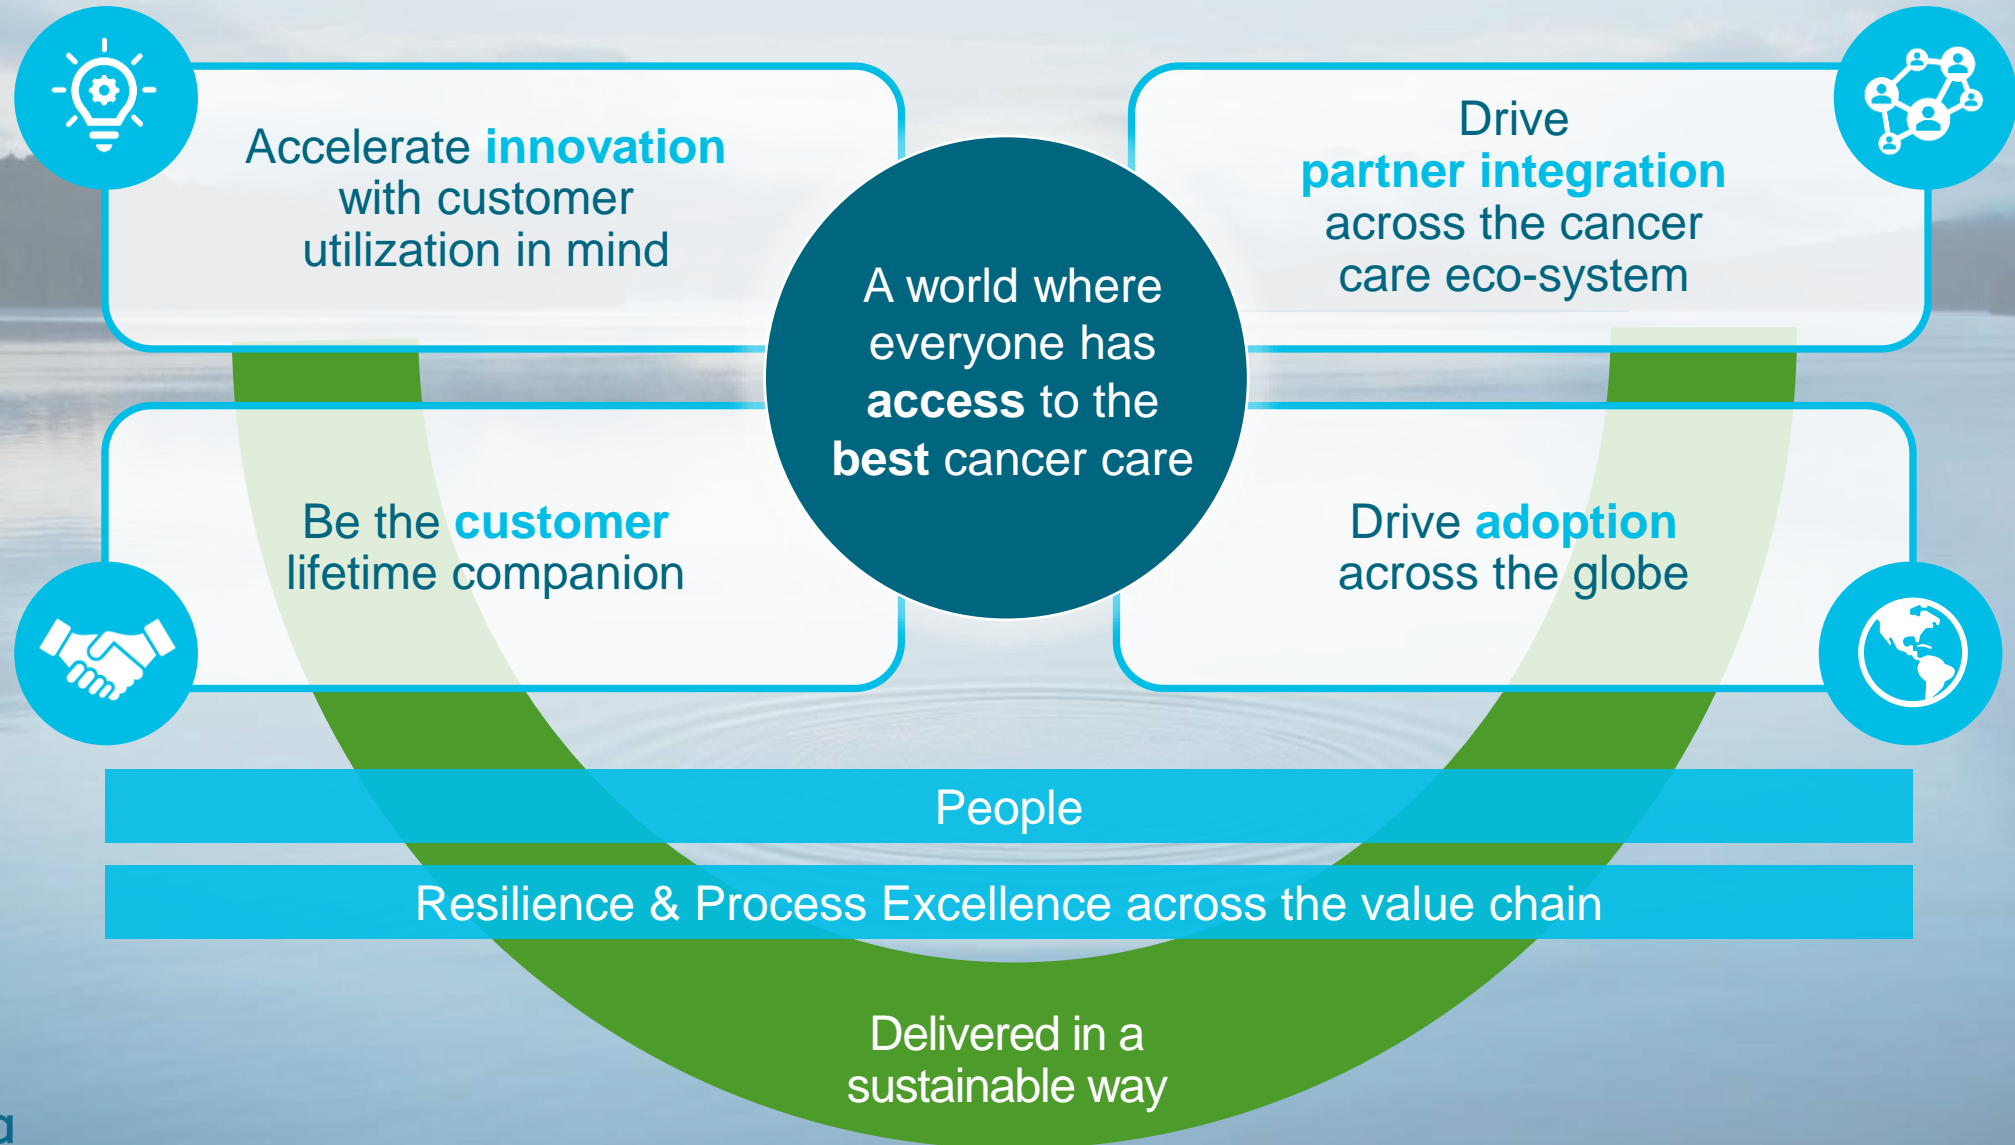 Accelerate innovation
with customer
utilization in mind
Drive
partner integration
across the cancer
care eco-system
A world where
everyone has
access to the
best cancer care
Be the customer
lifetime companion
Drive adoption
across the globe
People
Resilience & Process Excellence across the value chain
Delivered in a
sustainable way